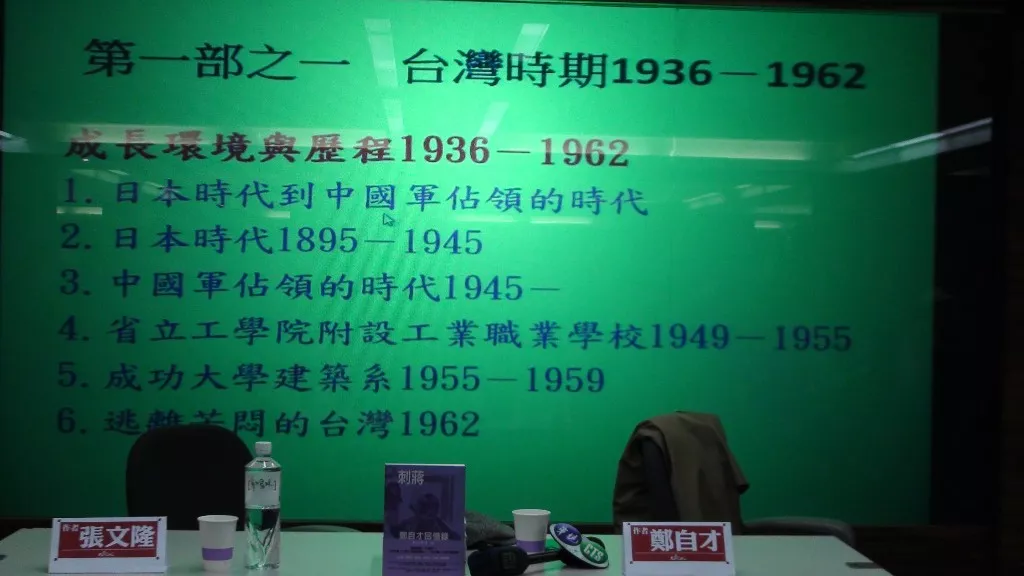 第一部之一　台灣時期1936－1962
成長環境與歷程1936－1962
1. 日本時代到中國軍佔領的時代
2. 日本時代1895－1945
3. 中國軍佔領的時代1945－
4. 省立工學院附設工業職業學校1949－1955
5. 成功大學建築系1955－1959
6. 逃離苦悶的台灣1962
刺蔣
鄭自才回憶錄
作者 張文隆
作者 鄭自才